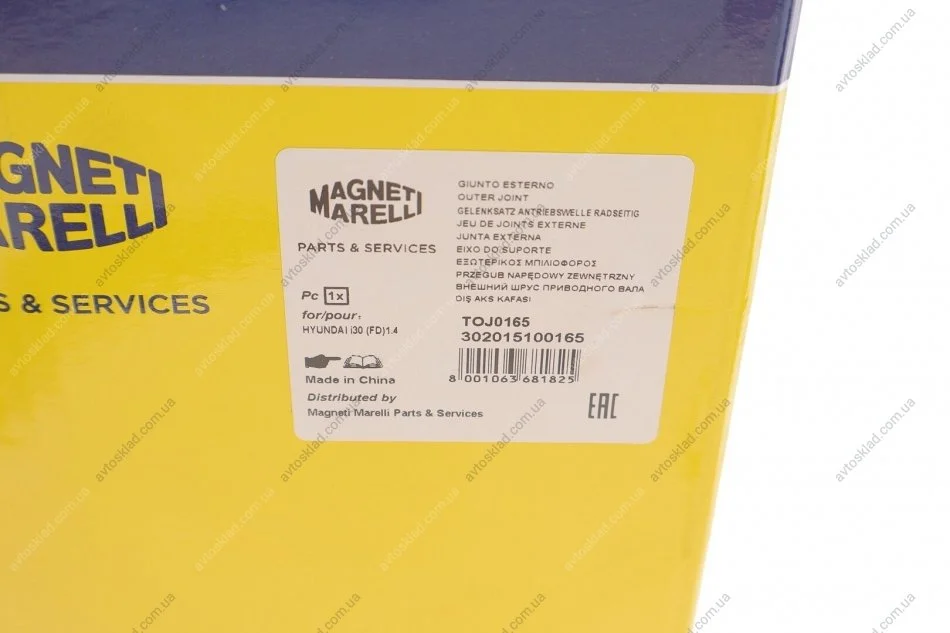 GNETI
ARELLI
S & SERVICES
MAGNETI
MARELLI
PARTS & SERVICES
Pc 1x
for/pour:
HYUNDAI i30 (FD)1.4
Made in China
Distributed by
Magneti Marelli Parts & Services
GIUNTO ESTERNO
OUTER JOINT
GELENKSATZ ANTRIEBSWELLE RADSEITIG
JEU DE JOINTS EXTERNE
JUNTA EXTERNA
EIXO DO SUPORTE
ΕΞΩΤΕΡΙΚΟΣ ΜΠΙΛΙΟΦΟΡΟΣ
PRZEGUB NAPĘDOWY ZEWNĘTRZNY
ВНЕШНИЙ ШРУС ПРИВОДНОГО ВАЛА
DIŞ AKS KAFASI
TOJ0165
302015100165
8 001063 681825
EAC
avtosklad.com.ua